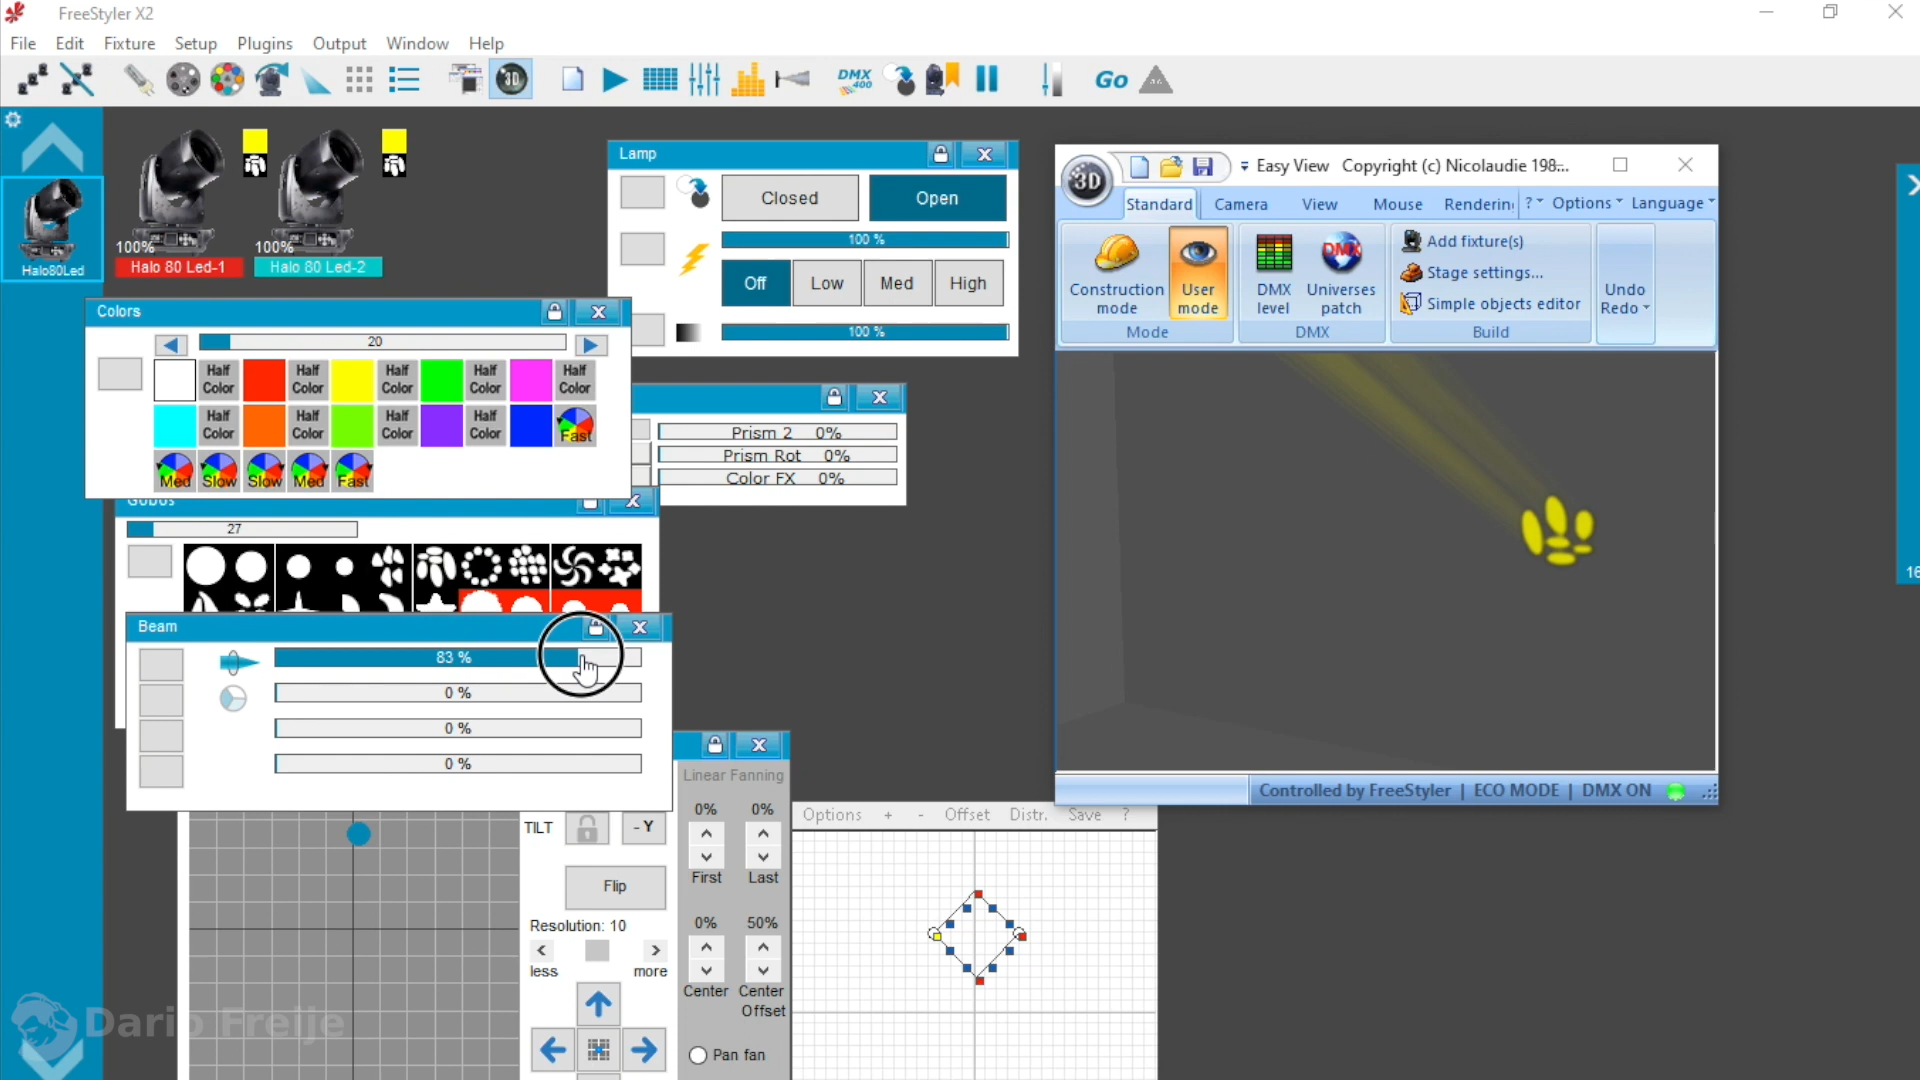 FreeStyler X2
File Edit Fixture Setup Plugins Output Window Help
3D DMX 400 Go
100% 100%
Halo 80 Led-1 Halo 80 Led-2
Halo80Led
Lamp
Closed Open
100 %
Off Low Med High
100 %
Colors
20
Half Color Half Color Half Color Half Color Half Color
Half Color Half Color Half Color Half Color Fast
Med Slow Slow Med Fast
Prism 2 0%
Prism Rot 0%
Color FX 0%
Gobos
27
Beam
83 %
0 %
0 %
0 %
TILT - Y
Flip
Resolution: 10
< >
less more
Linear Fanning
0% 0%
First Last
0% 50%
Center Center Offset
Pan fan
Options + - Offset Distr. Save ?
3D Easy View Copyright (c) Nicolaudie 198...
Standard Camera View Mouse Renderin ? Options Language
Construction mode User mode DMX level Universes patch
Add fixture(s)
Stage settings...
Simple objects editor
Undo Redo
Mode DMX Build
Controlled by FreeStyler | ECO MODE | DMX ON
16
Dario Freije